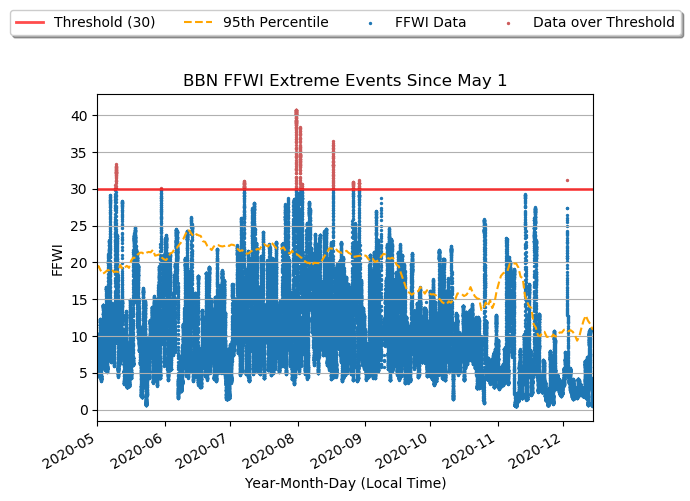 Threshold (30) 95th Percentile FFWI Data Data over Threshold
BBN FFWI Extreme Events Since May 1
40
35
30
25
20
15
10
5
0
FFWI
2020-05 2020-06 2020-07 2020-08 2020-09 2020-10 2020-11 2020-12
Year-Month-Day (Local Time)